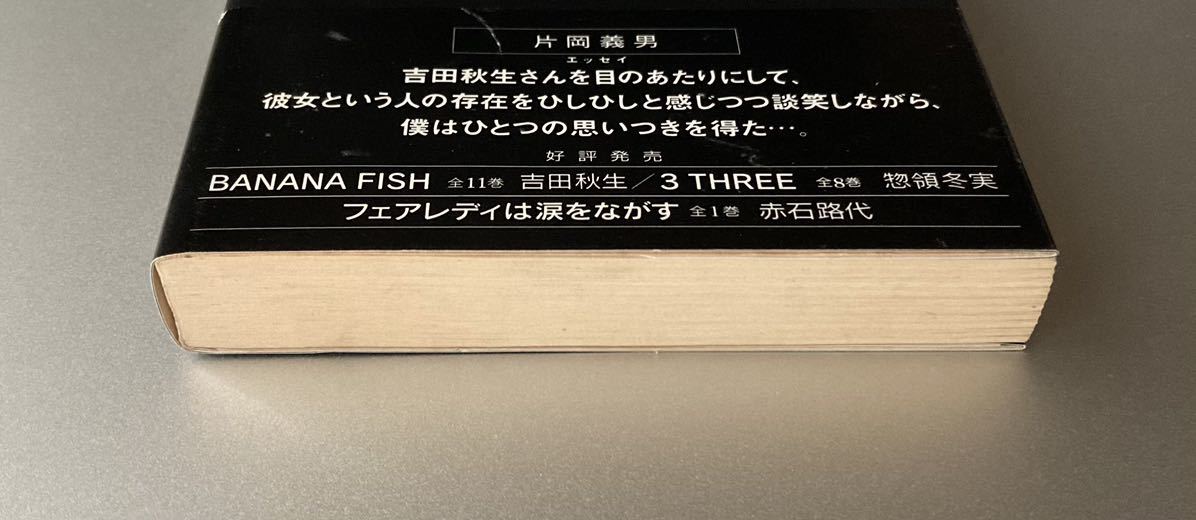 片岡義男
エッセイ
吉田秋生さんを目のあたりにして、
彼女という人の存在をひしひしと感じつつ談笑しながら、
僕はひとつの思いつきを得た…。
好評発売
BANANA FISH 全11巻 吉田秋生/3 THREE 全8巻 惣領冬実
フェアレディは涙をながす 全1巻 赤石路代